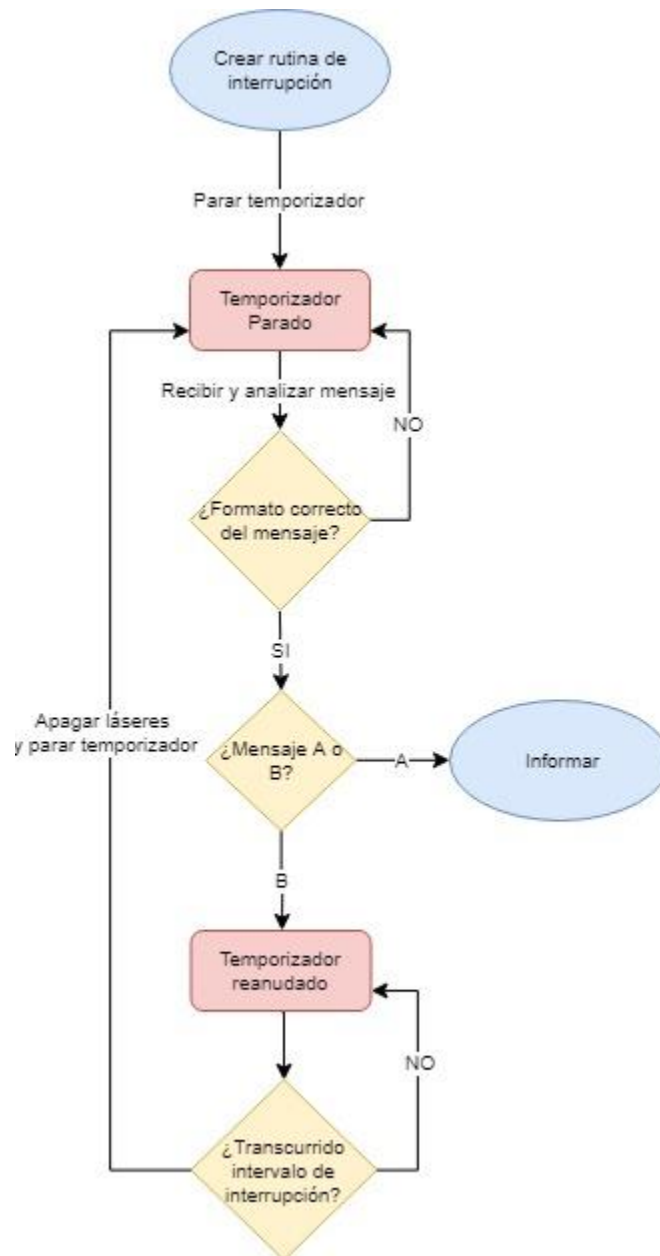 Crear rutina de
interrupción
Parar temporizador
Temporizador
Parado
Recibir y analizar mensaje
NO
¿Formato correcto
del mensaje?
SI
Apagar láseres
y parar temporizador
¿Mensaje A o
B?
A
Informar
B
Temporizador
reanudado
NO
¿Transcurrido
intervalo de
interrupción?